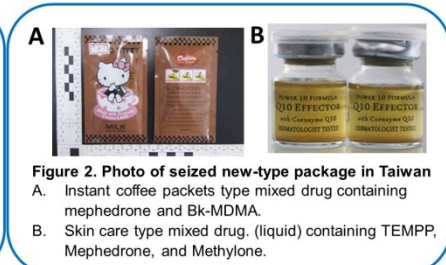 A
B
MILK
POWER 10 FORMULA
Q10 EFFECTOR
with Coenzyme Q10
DERMATOLOGIST TESTED
POWER 10 FORMULA
Q10 EFFECTOR
with Coenzyme Q10
DERMATOLOGIST TESTED
Figure 2. Photo of seized new-type package in Taiwan
A. Instant coffee packets type mixed drug containing
mephedrone and Bk-MDMA.
B. Skin care type mixed drug. (liquid) containing TEMPP,
Mephedrone, and Methylone.